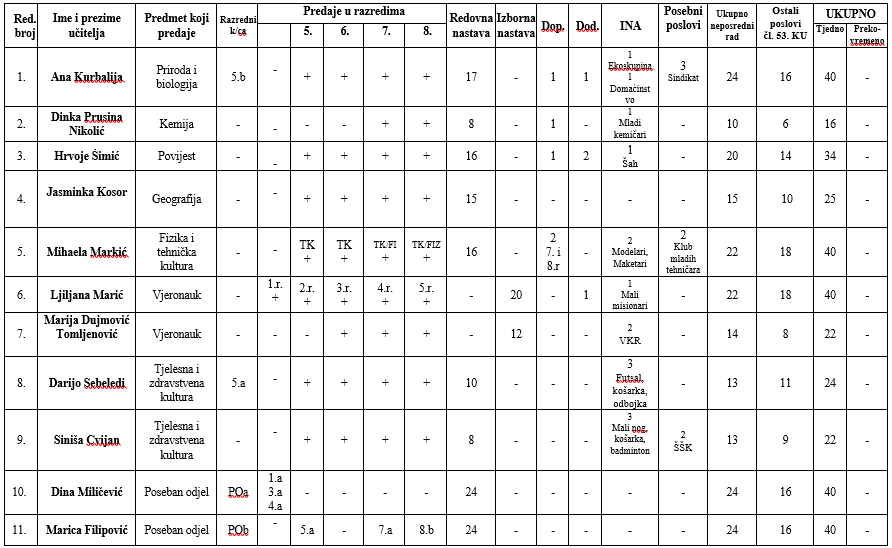 Red. broj Ime i prezime učitelja Predmet koji predaje Razredni k/ca Predaje u razredima 5. 6. 7. 8. Redovna nastava Izborna nastava Dop. Dod. INA Posebni poslovi Ukupno neposredni rad Ostali poslovi čl. 53. KU UKUPNO Tjedno Preko-vremeno
1. Ana Kurbalija Priroda i biologija 5.b - + + + + 17 - 1 1 1 Ekoškupina 1 Domaćinstvo 3 Sindikat 24 16 40 -
2. Dinka Prusina Nikolić Kemija - - - - + + 8 - 1 - 1 Mladi kemičari - 10 6 16 -
3. Hrvoje Šimić Povijest - - + + + + 16 - 1 2 1 Šah - 20 14 34 -
4. Jasminka Kosor Geografija - - + + + + 15 - - - - - 15 10 25 -
5. Mihaela Markić Fizika i tehnička kultura - - TK + TK + TK/FI + TK/FIZ + 16 - 2 7. i 8.r - 2 Modelari, Maketari 2 Klub mladih tehničara 22 18 40 -
6. Ljiljana Marić Vjeronauk - 1.r. + 2.r. + 3.r. + 4.r. + 5.r. + - 20 - 1 1 Mali misionari - 22 18 40 -
7. Marija Dujmović Tomljenović Vjeronauk - - - + + + - 12 - - 2 VKR - 14 8 22 -
8. Darijo Sebeledi Tjelesna i zdravstvena kultura 5.a - + + + + 10 - - - 3 Futsal, košarka, odbojka - 13 11 24 -
9. Siniša Cvijan Tjelesna i zdravstvena kultura - - + + + + 8 - - - 3 Mali nog, košarka, badminton 2 ŠŠK 13 9 22 -
10. Dina Miličević Poseban odjel POa 1.a 3.a 4.a - - - - 24 - - - - - 24 16 40 -
11. Marica Filipović Poseban odjel POb - 5.a - 7.a 8.b 24 - - - - - 24 16 40 -